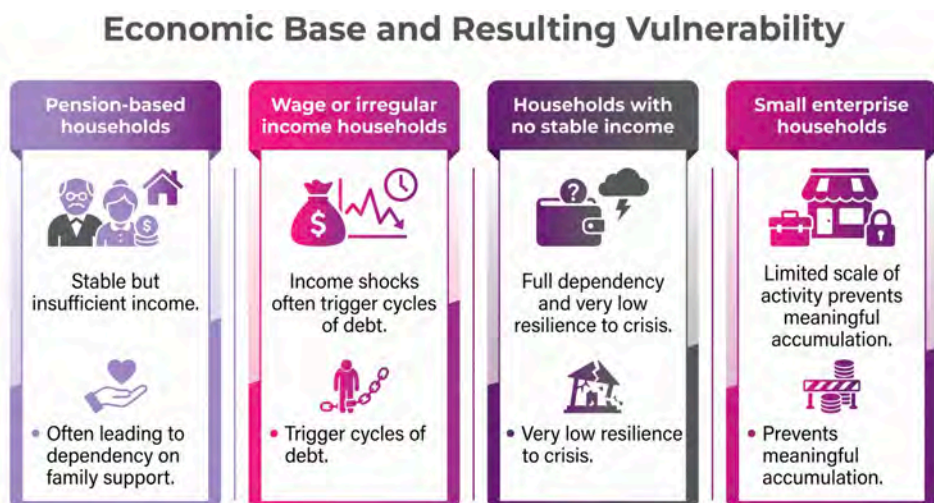 Economic Base and Resulting Vulnerability
Pension-based
households
Stable but
insufficient income.
• Often leading to
dependency on
family support.
Wage or irregular
income households
$
$
Income shocks
often trigger cycles
of debt.
• Trigger cycles of
debt.
Households with
no stable income
?
Full dependency
and very low
resilience to crisis.
• Very low resilience
to crisis.
Small enterprise
households
Limited scale of
activity prevents
meaningful
accumulation.
• Prevents
meaningful
accumulation.